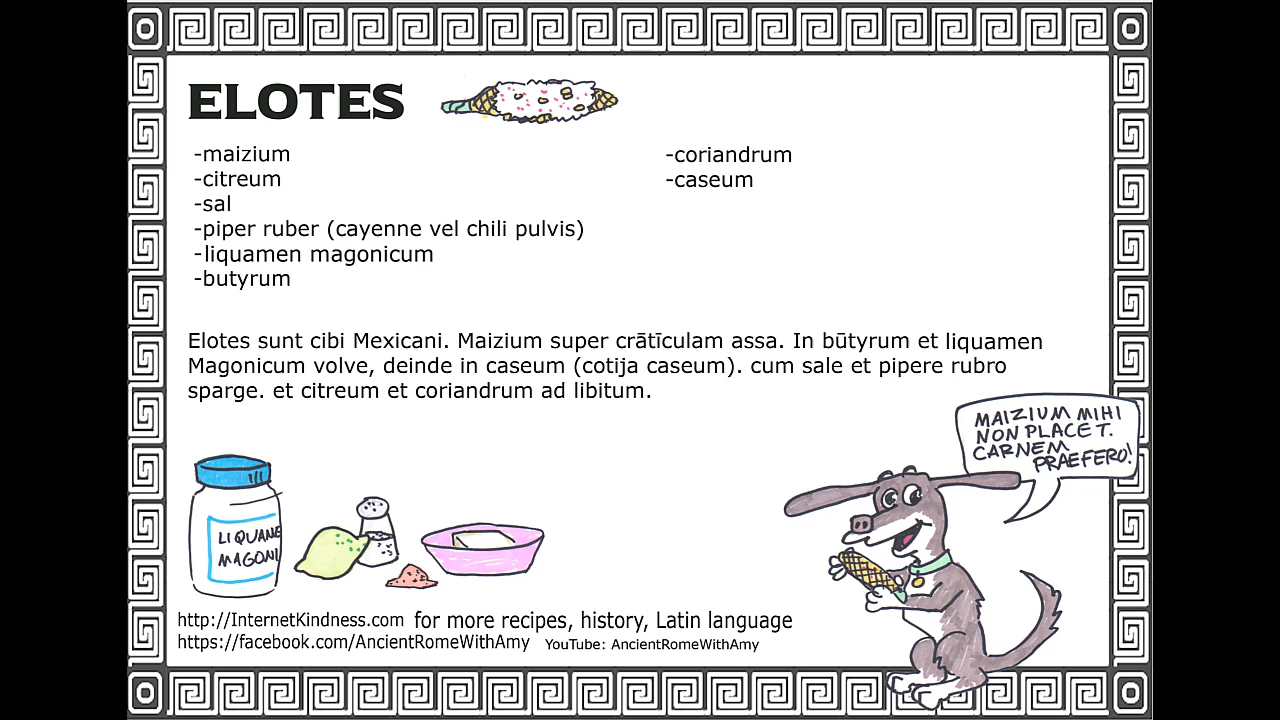 ELOTES
-maizium
-citreum
-sal
-piper ruber (cayenne vel chili pulvis)
-liquamen magonicum
-butyrum
-coriandrum
-caseum
Elotes sunt cibi Mexicani. Maizium super crātīculam assa. In būtyrum et liquamen
Magonicum volve, deinde in caseum (cotija caseum). cum sale et pipere rubro
sparge. et citreum et coriandrum ad libitum.
MAIZIUM MIHI
NON PLACET.
CARNEM
PRAEFERO!
LIQUAME
MAGONI
http://InternetKindness.com for more recipes, history, Latin language
https://facebook.com/AncientRomeWithAmy YouTube: AncientRomeWithAmy